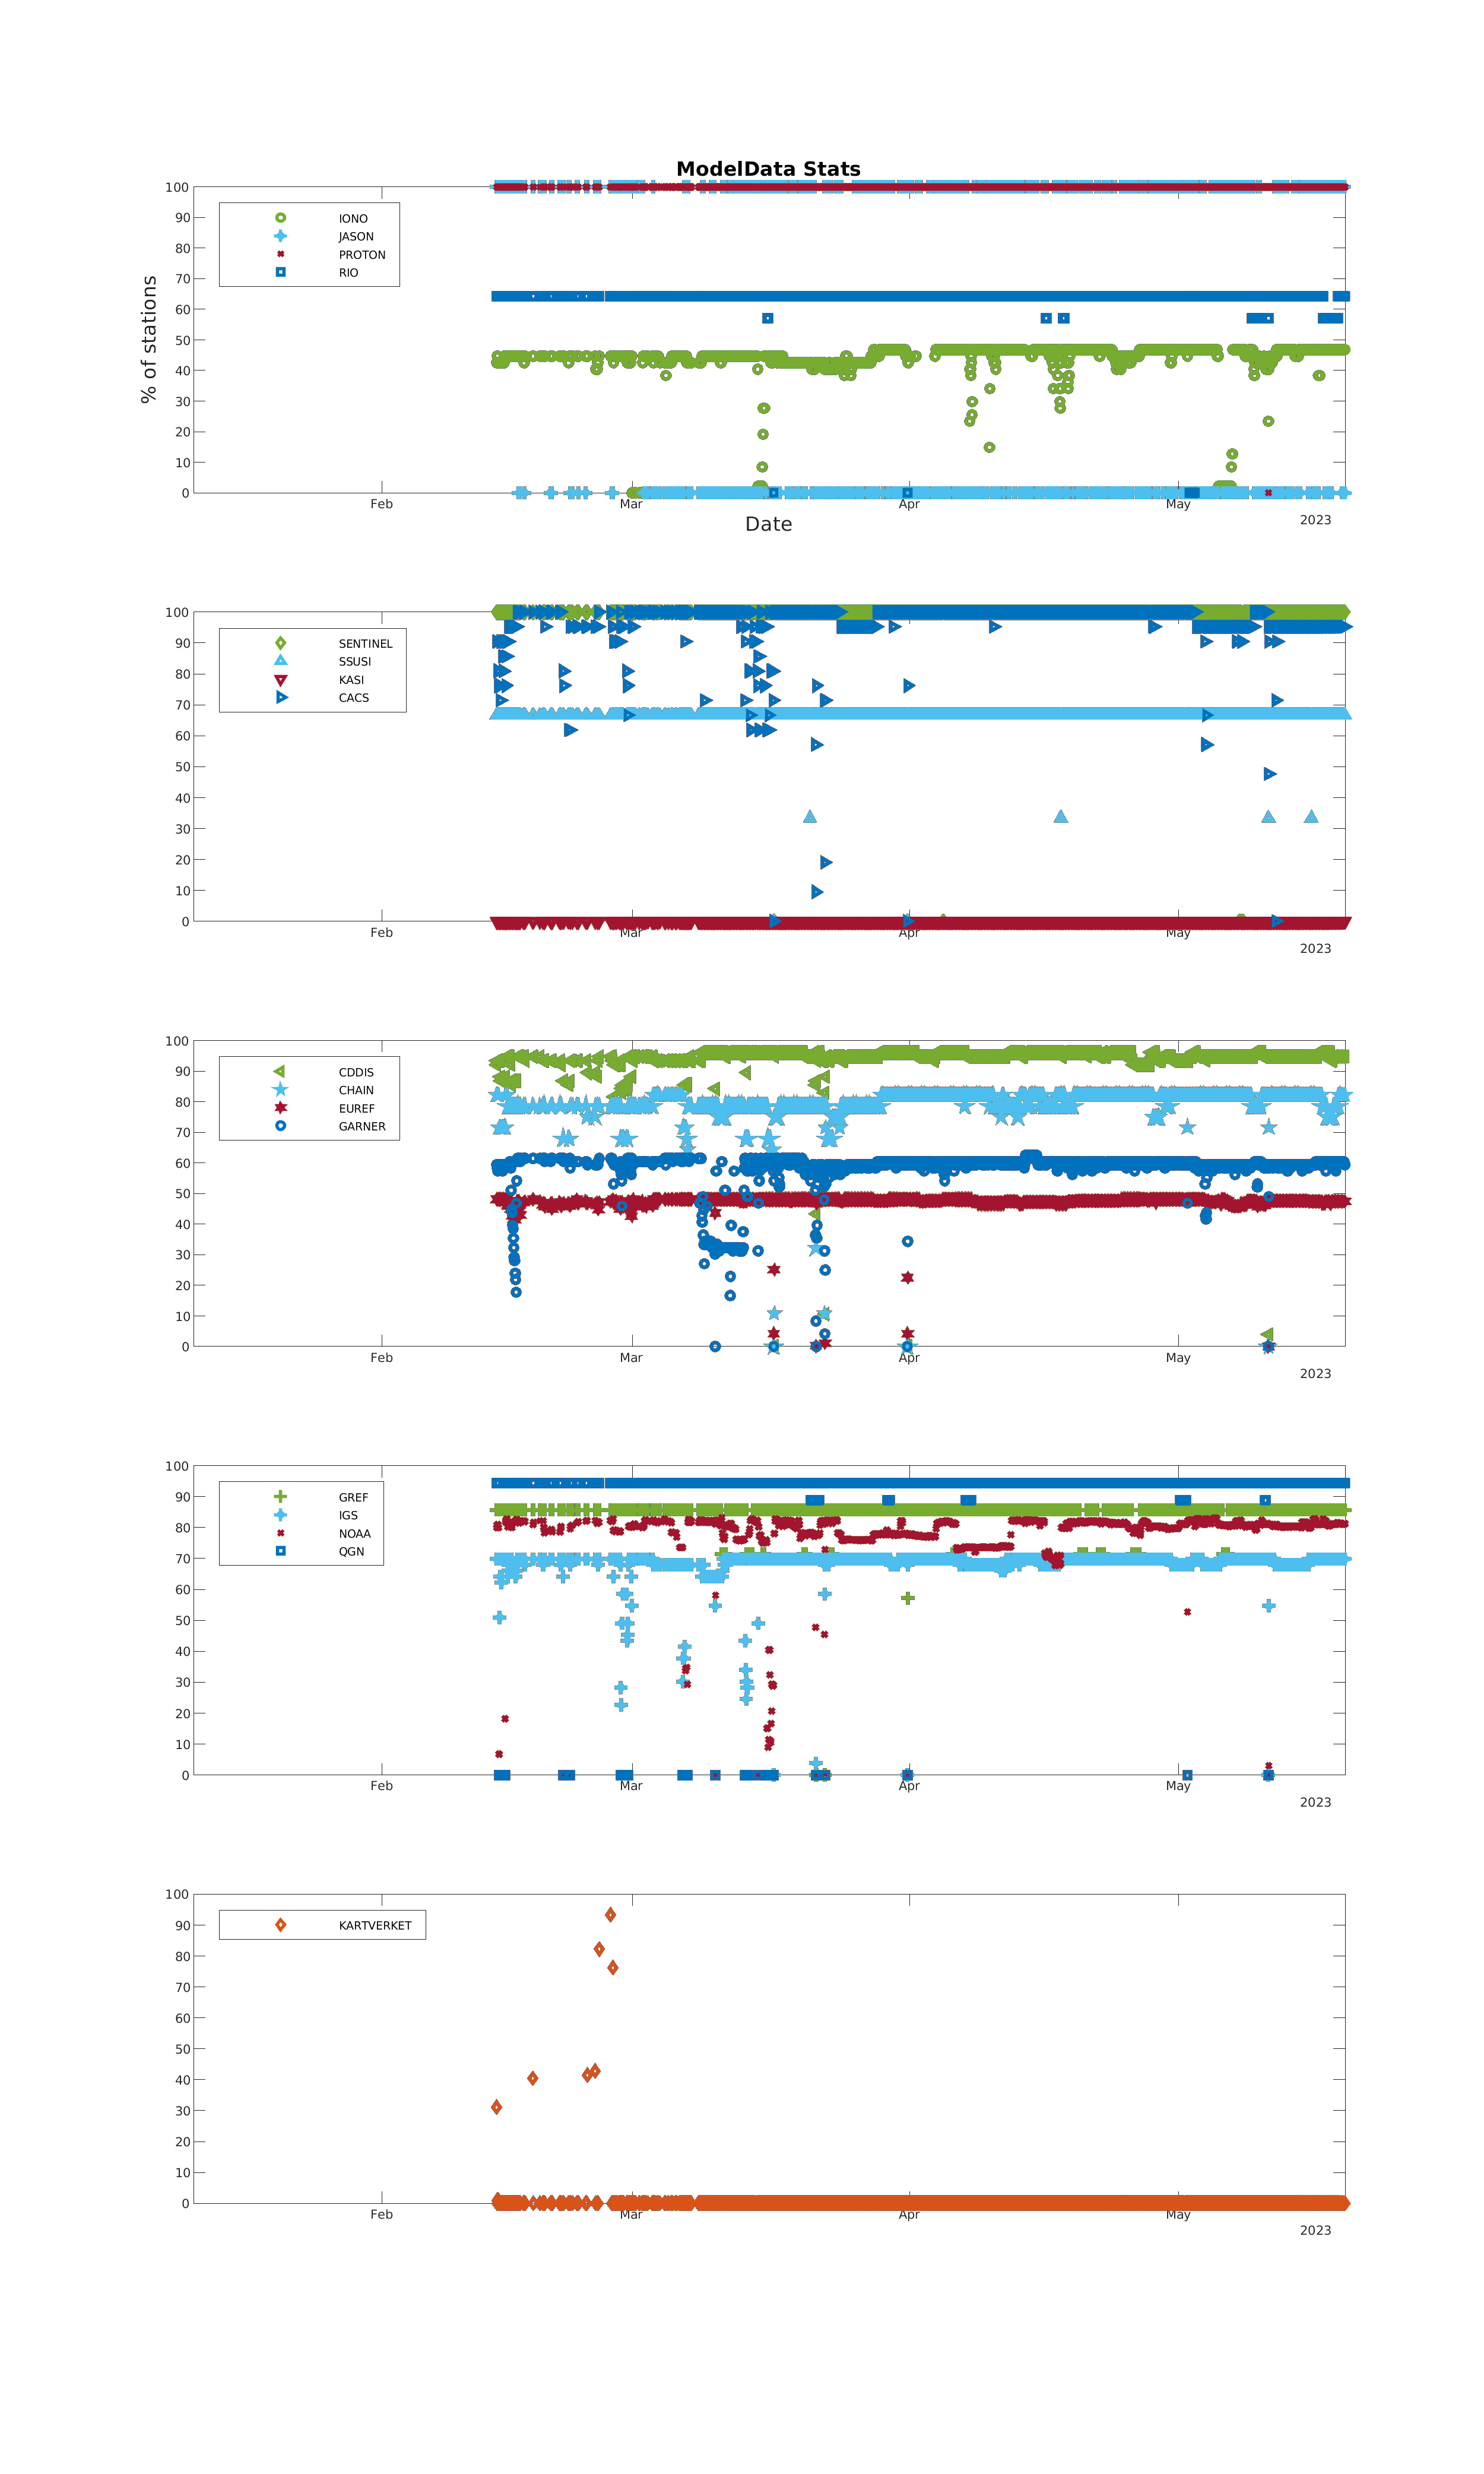 ModelData Stats
100
90
80
70
60
50
40
30
20
10
0
% of stations
IONO
JASON
PROTON
RIO
Feb Mar Apr May
2023
Date
100
90
80
70
60
50
40
30
20
10
0
SENTINEL
SSUSI
KASI
CACS
Feb Mar Apr May
2023
100
90
80
70
60
50
40
30
20
10
0
CDDIS
CHAIN
EUREF
GARNER
Feb Mar Apr May
2023
100
90
80
70
60
50
40
30
20
10
0
GREF
IGS
NOAA
QGN
Feb Mar Apr May
2023
100
90
80
70
60
50
40
30
20
10
0
KARTVERKET
Feb Mar Apr May
2023